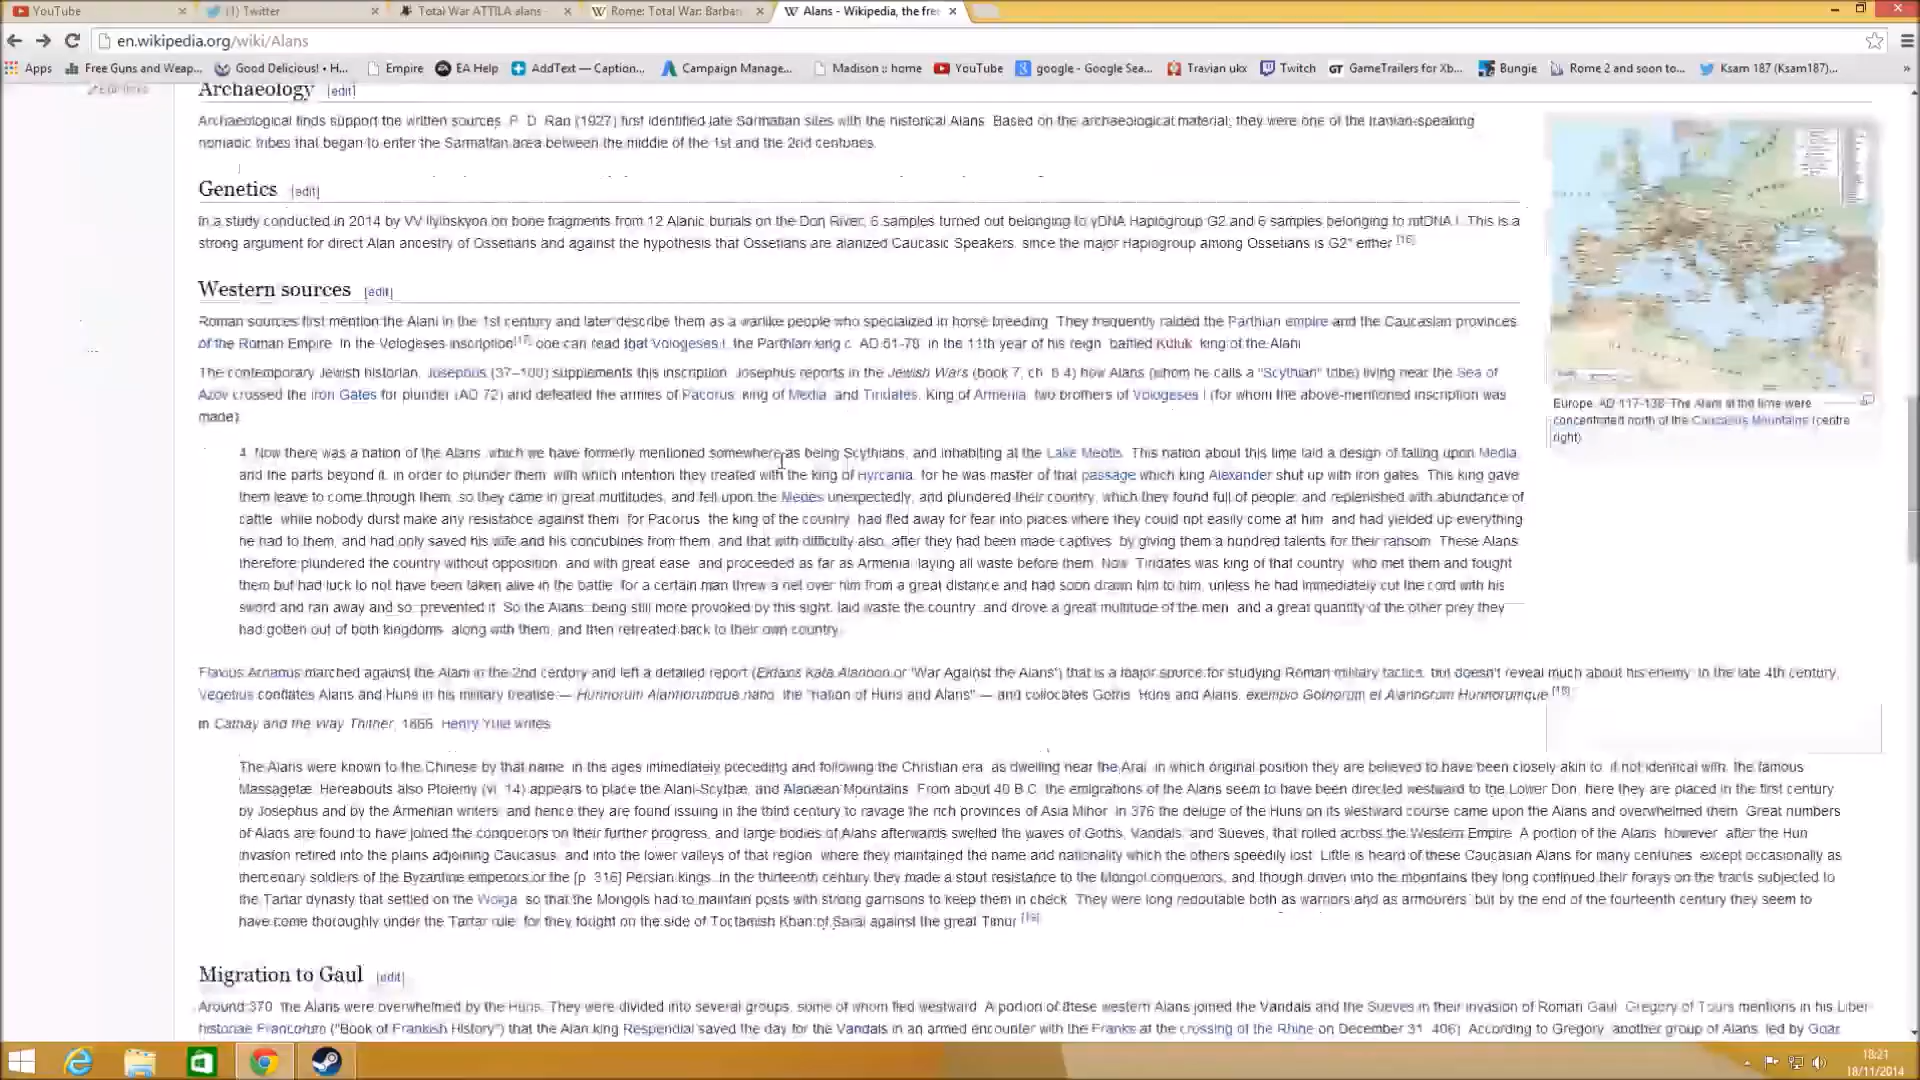 YouTube
(1) Twitter
Total War ATTILA alans -
Rome: Total War: Barbari
Alans - Wikipedia, the fre
en.wikipedia.org/wiki/Alans
Apps
Free Guns and Weap...
Good Delicious! • H...
Empire
EA Help
AddText — Caption...
Campaign Manage...
Madison :: home
YouTube
google - Google Sea...
Travian ukx
Twitch
GameTrailers for Xb...
Bungie
Rome 2 and soon to...
Ksam 187 (Ksam187)...
»
Archaeology [edit]
Archaeological finds support the written sources. P. D. Rau (1927) first identified late Sarmatian sites with the historical Alans. Based on the archaeological material, they were one of the Iranian-speaking
nomadic tribes that began to enter the Sarmatian area between the middle of the 1st and the 2nd centuries.
Genetics [edit]
In a study conducted in 2014 by on bone fragments from 12 Alanic burials on the Don River, 6 samples turned out belonging to yDNA Haplogroup G2 and 6 samples belonging to mtDNA I. This is a
strong argument for direct Alan ancestry of Ossetians and against the hypothesis that Ossetians are alanized Caucasic Speakers, since the major Haplogroup among Ossetians is G2" either.[16]
Western sources [edit]
Roman sources first mention the Alani in the 1st century and later describe them as a warlike people who specialized in horse breeding. They frequently raided the Parthian empire and the Caucasian provinces
of the Roman Empire. In the Vologeses inscription[17] one can read that Vologeses I, the Parthian king c. AD 51-78, in the 11th year of his reign, battled Kuluk, king of the Alani.
The contemporary Jewish historian, Josephus (37–100) supplements this inscription. Josephus reports in the Jewish Wars (book 7, ch. 8.4) how Alans (whom he calls a "Scythian" tribe) living near the Sea of
Azov crossed the Iron Gates for plunder (AD 72) and defeated the armies of Pacorus, king of Media, and Tiridates, King of Armenia, two brothers of Vologeses I (for whom the above-mentioned inscription was
made):
4. Now there was a nation of the Alans, which we have formerly mentioned somewhere as being Scythians, and inhabiting at the Lake Meotis. This nation about this time laid a design of falling upon Media,
and the parts beyond it, in order to plunder them; with which intention they treated with the king of Hyrcania; for he was master of that passage which king Alexander shut up with iron gates. This king gave
them leave to come through them; so they came in great multitudes, and fell upon the Medes unexpectedly, and plundered their country, which they found full of people, and replenished with abundance of
cattle, while nobody durst make any resistance against them; for Pacorus, the king of the country, had fled away for fear into places where they could not easily come at him, and had yielded up everything
he had to them, and had only saved his wife and his concubines from them, and that with difficulty also, after they had been made captives, by giving them a hundred talents for their ransom. These Alans
therefore plundered the country without opposition, and with great ease, and proceeded as far as Armenia, laying all waste before them. Now, Tiridates was king of that country, who met them and fought
them but had luck to not have been taken alive in the battle; for a certain man threw a net over him from a great distance and had soon drawn him to him, unless he had immediately cut the cord with his
sword and ran away and so, prevented it. So the Alans, being still more provoked by this sight, laid waste the country, and drove a great multitude of the men, and a great quantity of the other prey they
had gotten out of both kingdoms, along with them, and then retreated back to their own country.
Flavius Arrianus marched against the Alani in the 2nd century and left a detailed report (Ektaxis kata Alanoon or "War Against the Alans") that is a major source for studying Roman military tactics, but doesn't reveal much about his enemy. In the late 4th century,
Vegetius conflates Alans and Huns in his military treatise — Hunnorum Alannorumque natio, the "nation of Huns and Alans" — and collocates Goths, Huns and Alans, exemplo Gothorum et Alannorum Hunnorumque.[18]
In Cathay and the Way Thither, 1866, Henry Yule writes
The Alans were known to the Chinese by that name, in the ages immediately preceding and following the Christian era, as dwelling near the Aral, in which original position they are believed to have been closely akin to, if not identical with, the famous
Massagetæ. Hereabouts also Ptolemy (vi, 14) appears to place the Alani-Scythæ, and Alanæan Mountains. From about 40 B.C. the emigrations of the Alans seem to have been directed westward to the Lower Don; here they are placed in the first century
by Josephus and by the Armenian writers; and hence they are found issuing in the third century to ravage the rich provinces of Asia Minor. In 376 the deluge of the Huns on its westward course came upon the Alans and overwhelmed them. Great numbers
of Alans are found to have joined the conquerors on their further progress, and large bodies of Alans afterwards swelled the waves of Goths, Vandals, and Sueves, that rolled across the Western Empire. A portion of the Alans, however, after the Hun
invasion retired into the plains adjoining Caucasus, and into the lower valleys of that region, where they maintained the name and nationality which the others speedily lost. Little is heard of these Caucasian Alans for many centuries, except occasionally as
mercenary soldiers of the Byzantine emperors or the [p. 316] Persian kings. In the thirteenth century they made a stout resistance to the Mongol conquerors, and though driven into the mountains they long continued their forays on the tracts subjected to
the Tartar dynasty that settled on the Wolga, so that the Mongols had to maintain posts with strong garrisons to keep them in check. They were long redoutable both as warriors and as armourers, but by the end of the fourteenth century they seem to
have come thoroughly under the Tartar rule; for they fought on the side of Toctamish Khan of Sarai against the great Timur.[19]
Europe, AD 117-138. The Alani at the time were
concentrated north of the Caucasus Mountains (centre
right).
Migration to Gaul [edit]
Around 370, the Alans were overwhelmed by the Huns. They were divided into several groups, some of whom fled westward. A portion of these western Alans joined the Vandals and the Sueves in their invasion of Roman Gaul. Gregory of Tours mentions in his Liber
historiae Francorum ("Book of Frankish History") that the Alan king Respendial saved the day for the Vandals in an armed encounter with the Franks at the crossing of the Rhine on December 31, 406). According to Gregory, another group of Alans, led by Goar,
18:21
18/11/2014